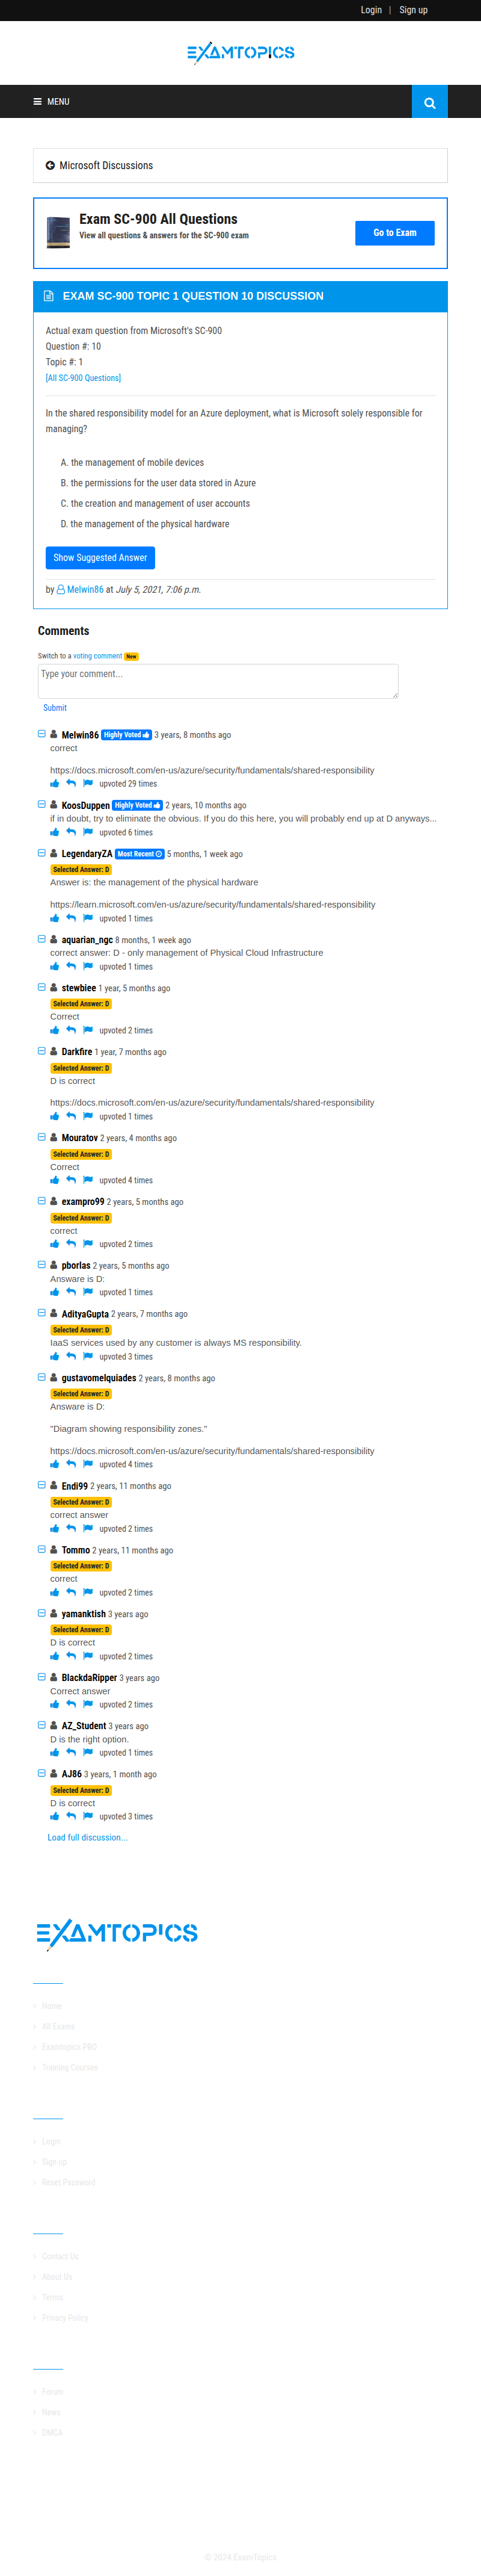 Login | Sign up
EXAMTOPICS
MENU
Microsoft Discussions
Exam SC-900 All Questions
View all questions & answers for the SC-900 exam
Go to Exam
EXAM SC-900 TOPIC 1 QUESTION 10 DISCUSSION
Actual exam question from Microsoft's SC-900
Question #: 10
Topic #: 1
[All SC-900 Questions]
In the shared responsibility model for an Azure deployment, what is Microsoft solely responsible for
managing?
A. the management of mobile devices
B. the permissions for the user data stored in Azure
C. the creation and management of user accounts
D. the management of the physical hardware
Show Suggested Answer
by Melwin86 at July 5, 2021, 7:06 p.m.
Comments
Switch to a voting comment New
Type your comment...
Submit
Melwin86 Highly Voted 3 years, 8 months ago
correct
https://docs.microsoft.com/en-us/azure/security/fundamentals/shared-responsibility
upvoted 29 times
KoosDuppen Highly Voted 2 years, 10 months ago
if in doubt, try to eliminate the obvious. If you do this here, you will probably end up at D anyways...
upvoted 6 times
LegendaryZA Most Recent 5 months, 1 week ago
Selected Answer: D
Answer is: the management of the physical hardware
https://learn.microsoft.com/en-us/azure/security/fundamentals/shared-responsibility
upvoted 1 times
aquarian_ngc 8 months, 1 week ago
correct answer: D - only management of Physical Cloud Infrastructure
upvoted 1 times
stewbiee 1 year, 5 months ago
Selected Answer: D
Correct
upvoted 2 times
Darkfire 1 year, 7 months ago
Selected Answer: D
D is correct
https://docs.microsoft.com/en-us/azure/security/fundamentals/shared-responsibility
upvoted 1 times
Mouratov 2 years, 4 months ago
Selected Answer: D
Correct
upvoted 4 times
exampro99 2 years, 5 months ago
Selected Answer: D
correct
upvoted 2 times
pborlas 2 years, 5 months ago
Answare is D:
upvoted 1 times
AdityaGupta 2 years, 7 months ago
Selected Answer: D
IaaS services used by any customer is always MS responsibility.
upvoted 3 times
gustavomelquiades 2 years, 8 months ago
Selected Answer: D
Answare is D:
"Diagram showing responsibility zones."
https://docs.microsoft.com/en-us/azure/security/fundamentals/shared-responsibility
upvoted 4 times
Endi99 2 years, 11 months ago
Selected Answer: D
correct answer
upvoted 2 times
Tommo 2 years, 11 months ago
Selected Answer: D
correct
upvoted 2 times
yamanktish 3 years ago
Selected Answer: D
D is correct
upvoted 2 times
BlackdaRipper 3 years ago
Correct answer
upvoted 2 times
AZ_Student 3 years ago
D is the right option.
upvoted 1 times
AJ86 3 years, 1 month ago
Selected Answer: D
D is correct
upvoted 3 times
Load full discussion...
EXAMTOPICS
Home
All Exams
Examtopics PRO
Training Courses
Login
Sign up
Reset Password
Contact Us
About Us
Terms
Privacy Policy
Forum
News
DMCA
© 2024 ExamTopics